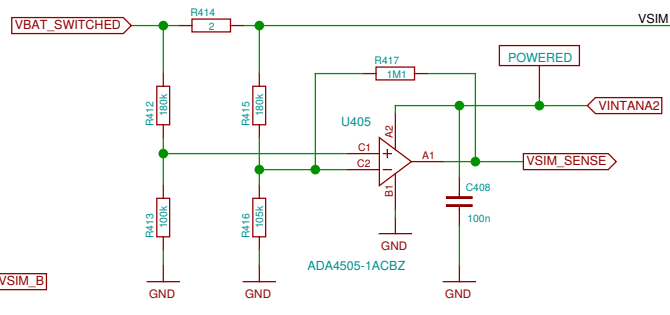 R414
VBAT_SWITCHED
2
VSIM
R417
1M1
POWERED
R412
180k
R415
180k
VINTANA2
U405
A2
C1
+
A1
VSIM_SENSE
C2
−
B1
C408
100n
R413
100k
R416
105k
GND
ADA4505-1ACBZ
VSIM_B
GND
GND
GND